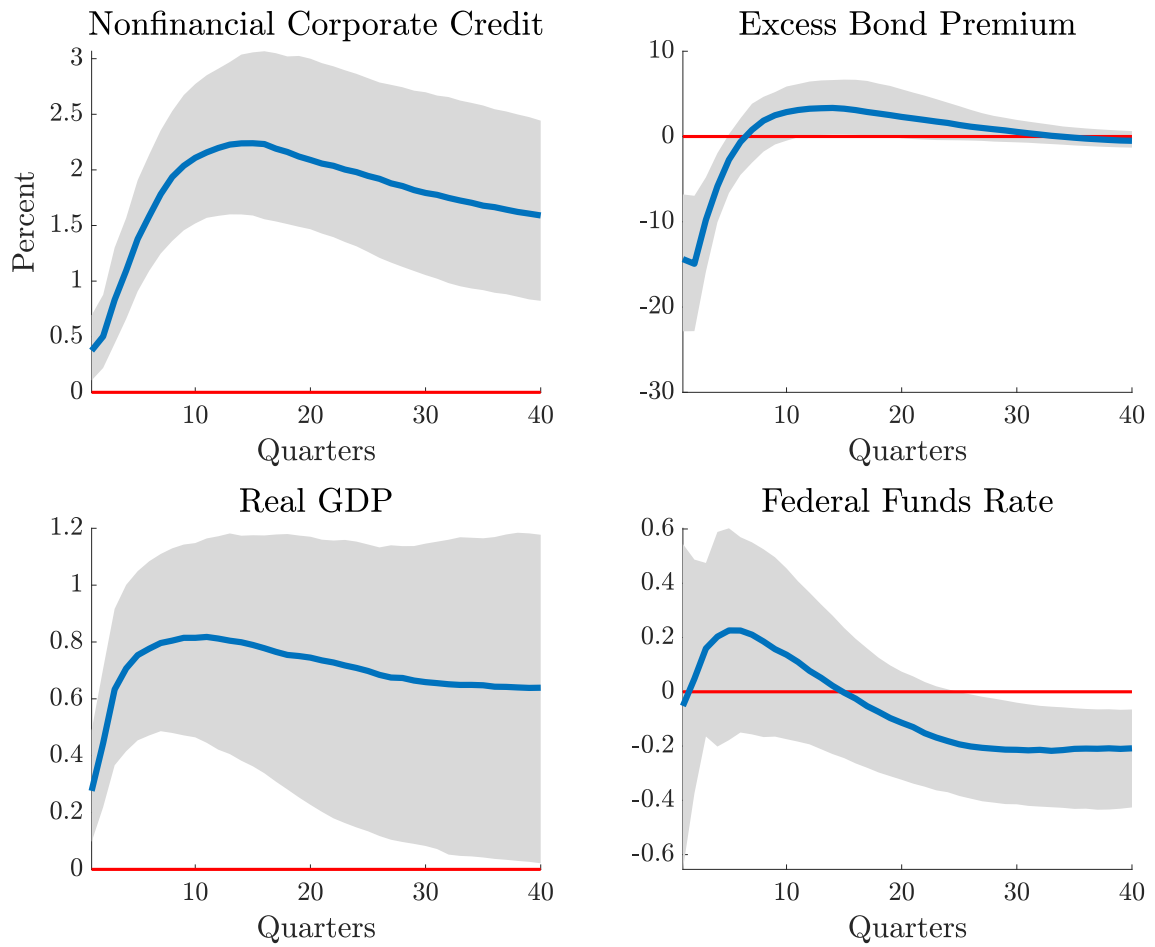 Nonfinancial Corporate Credit
3
2.5
2
1.5
1
0.5
0
Percent
10 20 30 40
Quarters
Excess Bond Premium
10
0
-10
-20
-30
10 20 30 40
Quarters
Real GDP
1.2
1
0.8
0.6
0.4
0.2
0
10 20 30 40
Quarters
Federal Funds Rate
0.6
0.4
0.2
0
-0.2
-0.4
-0.6
10 20 30 40
Quarters